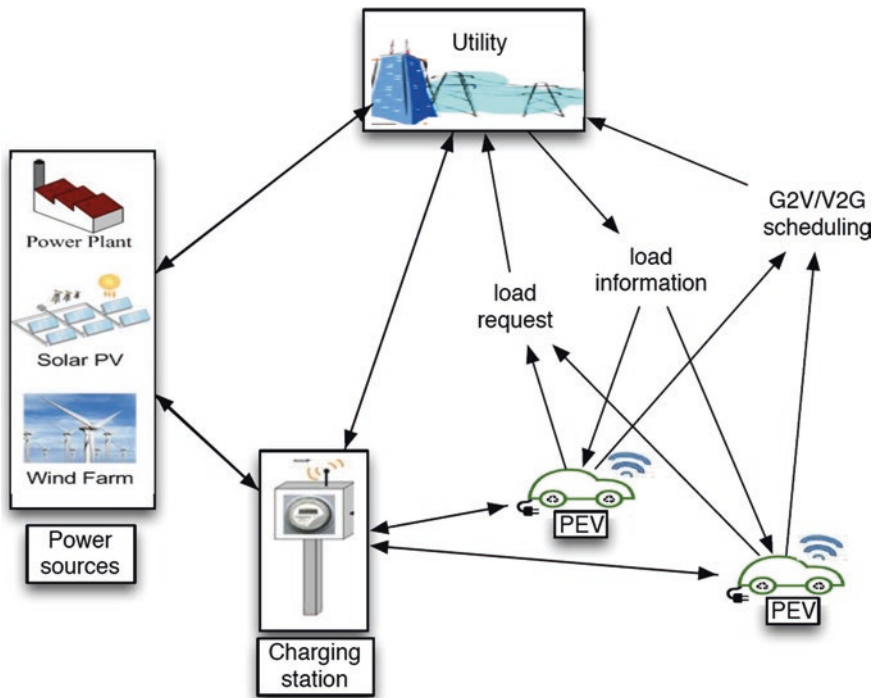 Utility
Power Plant
Solar PV
Wind Farm
Power
sources
G2V/V2G
scheduling
load
information
load
request
PEV
PEV
Charging
station